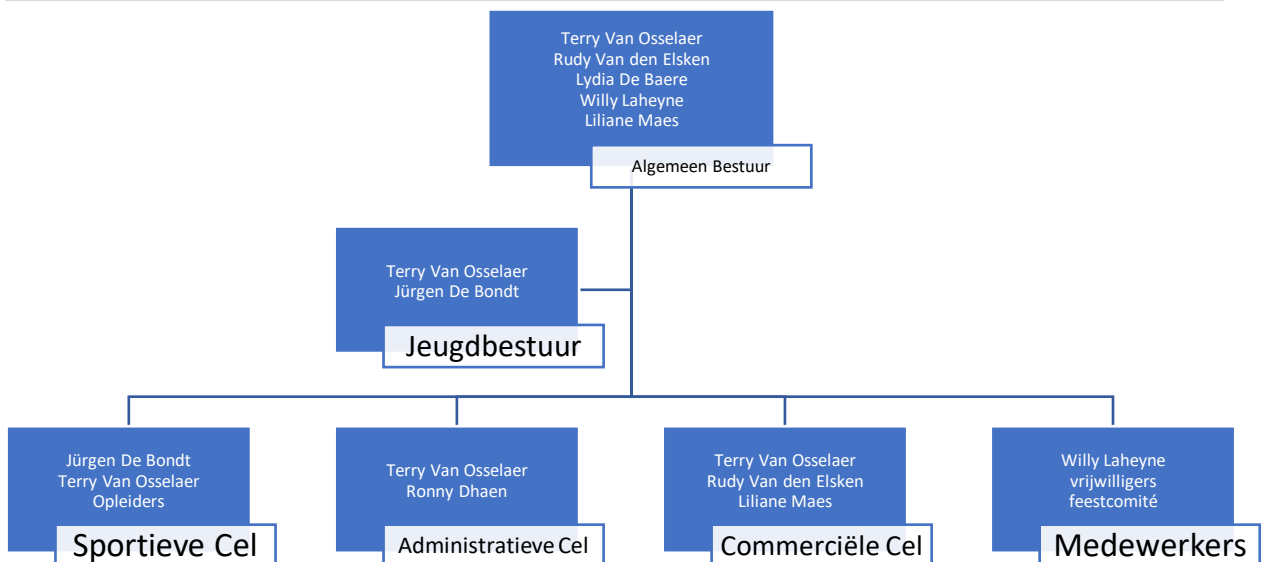 Terry Van Osselaer
Rudy Van den Elsken
Lydia De Baere
Willy Laheyne
Liliane Maes
Algemeen Bestuur
Terry Van Osselaer
Jürgen De Bondt
Jeugdbestuur
Jürgen De Bondt
Terry Van Osselaer
Opleiders
Sportieve Cel
Terry Van Osselaer
Ronny Dhaen
Administratieve Cel
Terry Van Osselaer
Rudy Van den Elsken
Liliane Maes
Commerciële Cel
Willy Laheyne
vrijwilligers
feestcomité
Medewerkers